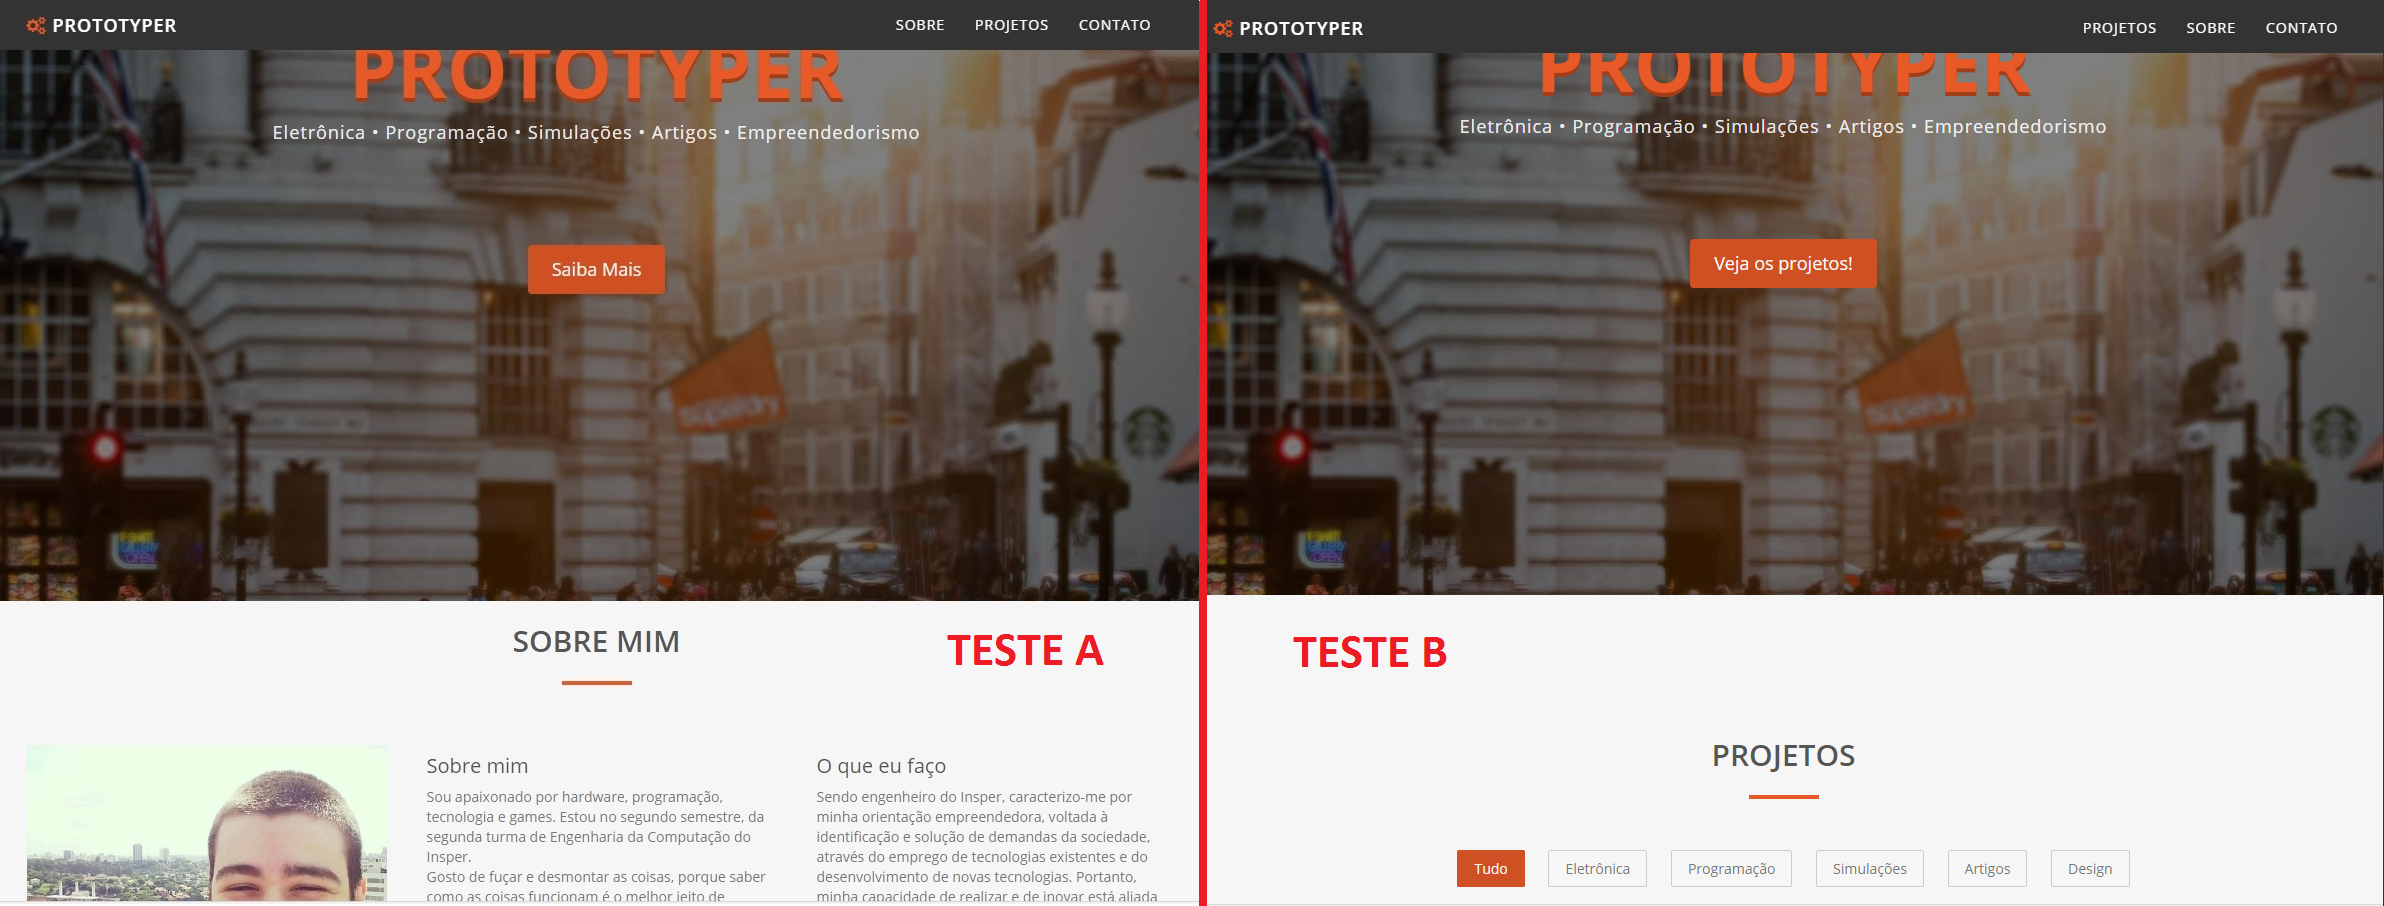 PROTOTYPER
SOBRE PROJETOS CONTATO
PROTOTYPER
Eletrônica • Programação • Simulações • Artigos • Empreendedorismo
Saiba Mais
SOBRE MIM
TESTE A
Sobre mim
Sou apaixonado por hardware, programação,
tecnologia e games. Estou no segundo semestre, da
segunda turma de Engenharia da Computação do
Insper.
Gosto de fuçar e desmontar as coisas, porque saber
como as coisas funcionam é o melhor jeito de
O que eu faço
Sendo engenheiro do Insper, caracterizo-me por
minha orientação empreendedora, voltada à
identificação e solução de demandas da sociedade,
através do emprego de tecnologias existentes e do
desenvolvimento de novas tecnologias. Portanto,
minha capacidade de realizar e de inovar está aliada
PROTOTYPER
PROJETOS SOBRE CONTATO
PROTOTYPER
Eletrônica • Programação • Simulações • Artigos • Empreendedorismo
Veja os projetos!
TESTE B
PROJETOS
Tudo Eletrônica Programação Simulações Artigos Design